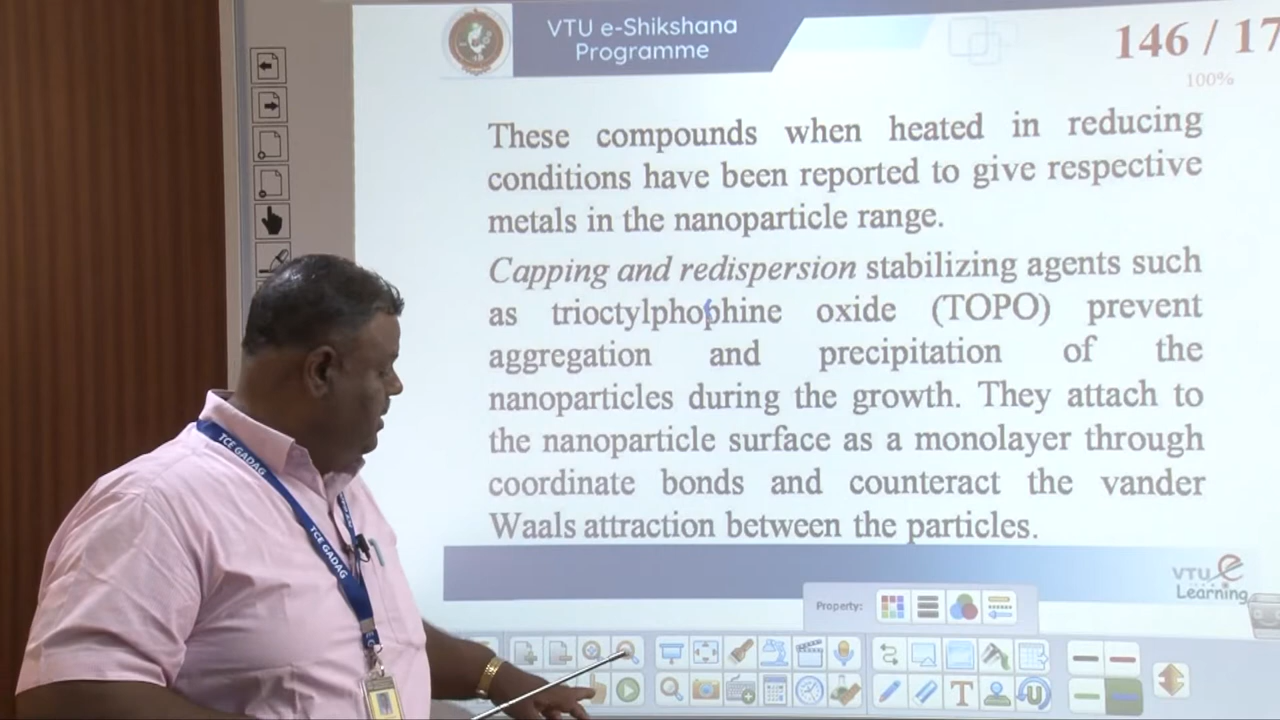 VTU e-Shikshana
Programme
146 / 17
100%
These compounds when heated in reducing
conditions have been reported to give respective
metals in the nanoparticle range.
Capping and redispersion stabilizing agents such
as trioctylphophine oxide (TOPO) prevent
aggregation and precipitation of the
nanoparticles during the growth. They attach to
the nanoparticle surface as a monolayer through
coordinate bonds and counteract the vander
Waals attraction between the particles.
VTU e
Learning
Property:
TCE GADAG
TCE GADAG